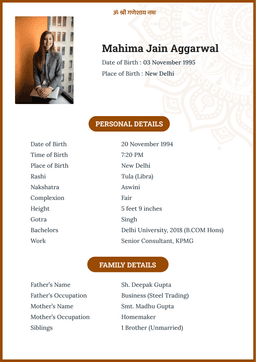 ॐ श्री गणेशाय नमः
Mahima Jain Aggarwal
Date of Birth : 03 November 1995
Place of Birth : New Delhi
PERSONAL DETAILS
Date of Birth 20 November 1994
Time of Birth 7:20 PM
Place of Birth New Delhi
Rashi Tula (Libra)
Nakshatra Aswini
Complexion Fair
Height 5 feet 9 inches
Gotra Singh
Bachelors Delhi University, 2018 (B.COM Hons)
Work Senior Consultant, KPMG
FAMILY DETAILS
Father's Name Sh. Deepak Gupta
Father's Occupation Business (Steel Trading)
Mother's Name Smt. Madhu Gupta
Mother's Occupation Homemaker
Siblings 1 Brother (Unmarried)